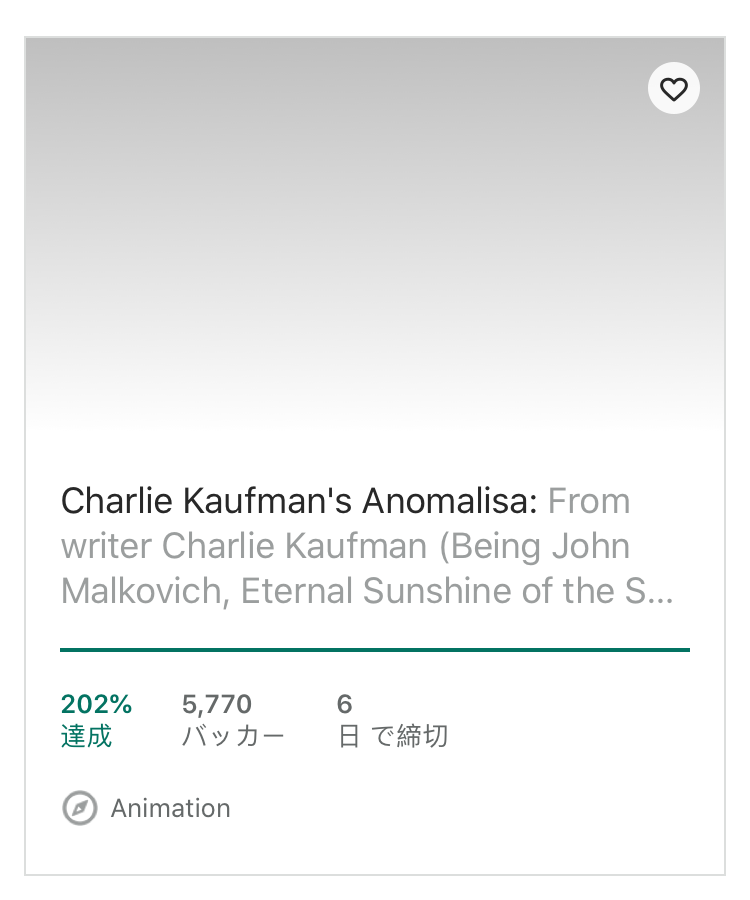 Charlie Kaufman's Anomalisa: From
writer Charlie Kaufman (Being John
Malkovich, Eternal Sunshine of the S...
202% 5,770 6
達成 バッカー 日 で締切
Animation